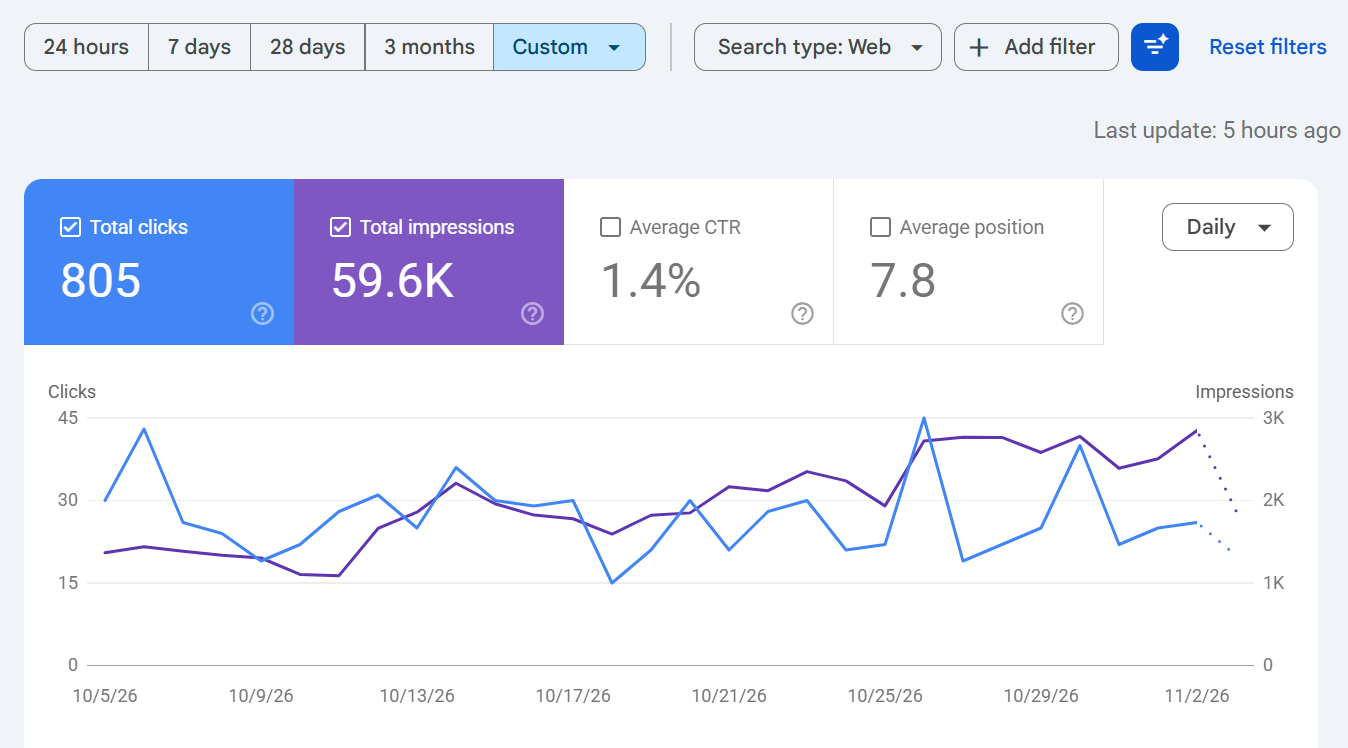 24 hours 7 days 28 days 3 months Custom Search type: Web Add filter Reset filters
Last update: 5 hours ago
Total clicks Total impressions Average CTR Average position Daily
805 59.6K 1.4% 7.8
Clicks Impressions
45 3K
30 2K
15 1K
0 0
10/5/26 10/9/26 10/13/26 10/17/26 10/21/26 10/25/26 10/29/26 11/2/26